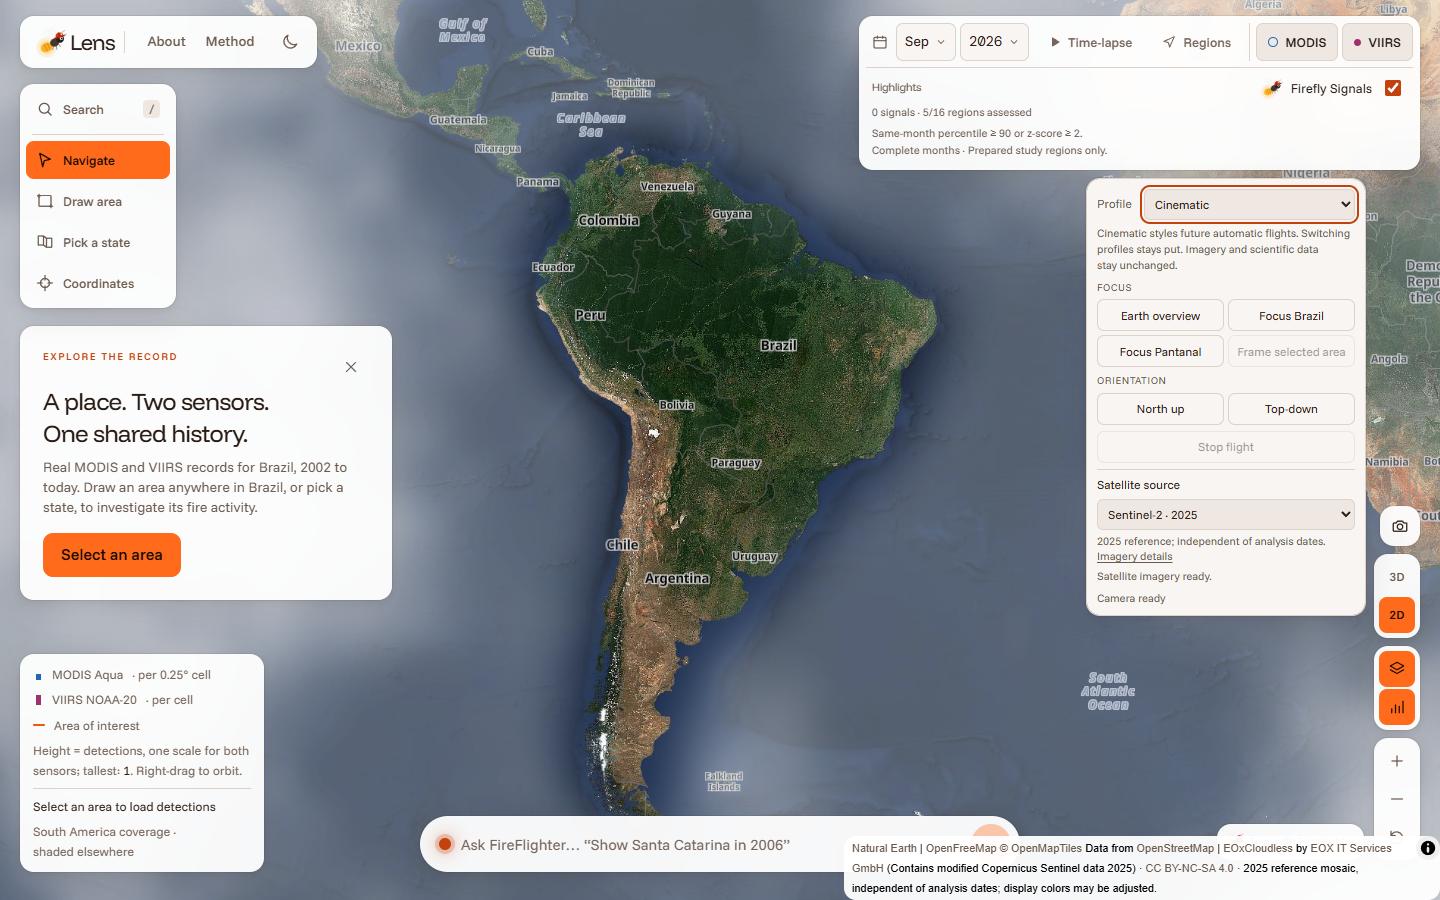 Lens
About
Method
Search
/
Navigate
Draw area
Pick a state
Coordinates
EXPLORE THE RECORD
A place. Two sensors.
One shared history.
Real MODIS and VIIRS records for Brazil, 2002 to
today. Draw an area anywhere in Brazil, or pick a
state, to investigate its fire activity.
Select an area
MODIS Aqua · per 0.25° cell
VIIRS NOAA-20 · per cell
Area of interest
Height = detections, one scale for both
sensors; tallest: 1. Right-drag to orbit.
Select an area to load detections
South America coverage ·
shaded elsewhere
Gulf of
Mexico
Mexico
Cuba
Dominican
Republic
Jamaica
Caribbean
Sea
Guatemala
Nicaragua
Panama
Venezuela
Guyana
Colombia
Ecuador
Peru
Brazil
Bolivia
Paraguay
Chile
Uruguay
Argentina
Falkland
Islands
South
Atlantic
Ocean
Algeria
Libya
Nigeria
Angola
Namibia
Ask FireFlighter... “Show Santa Catarina in 2006”
Sep
2026
Time-lapse
Regions
MODIS
VIIRS
Highlights
Firefly Signals
0 signals · 5/16 regions assessed
Same-month percentile ≥ 90 or z-score ≥ 2.
Complete months · Prepared study regions only.
Profile
Cinematic
Cinematic styles future automatic flights. Switching
profiles stays put. Imagery and scientific data
stay unchanged.
FOCUS
Earth overview
Focus Brazil
Focus Pantanal
Frame selected area
ORIENTATION
North up
Top-down
Stop flight
Satellite source
Sentinel-2 · 2025
2025 reference; independent of analysis dates.
Imagery details
Satellite imagery ready.
Camera ready
3D
2D
Natural Earth | OpenFreeMap © OpenMapTiles Data from OpenStreetMap | EOxCloudless by EOX IT Services
GmbH (Contains modified Copernicus Sentinel data 2025) · CC BY-NC-SA 4.0 · 2025 reference mosaic,
independent of analysis dates; display colors may be adjusted.